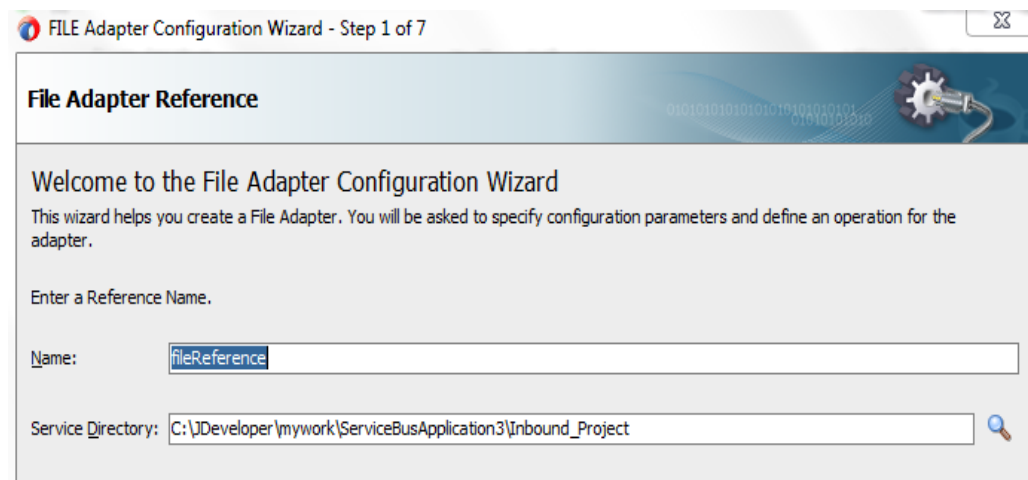 FILE Adapter Configuration Wizard - Step 1 of 7
File Adapter Reference
Welcome to the File Adapter Configuration Wizard
This wizard helps you create a File Adapter. You will be asked to specify configuration parameters and define an operation for the
adapter.
Enter a Reference Name.
Name: fileReference
Service Directory: C:\JDeveloper\mywork\ServiceBusApplication3\Inbound_Project